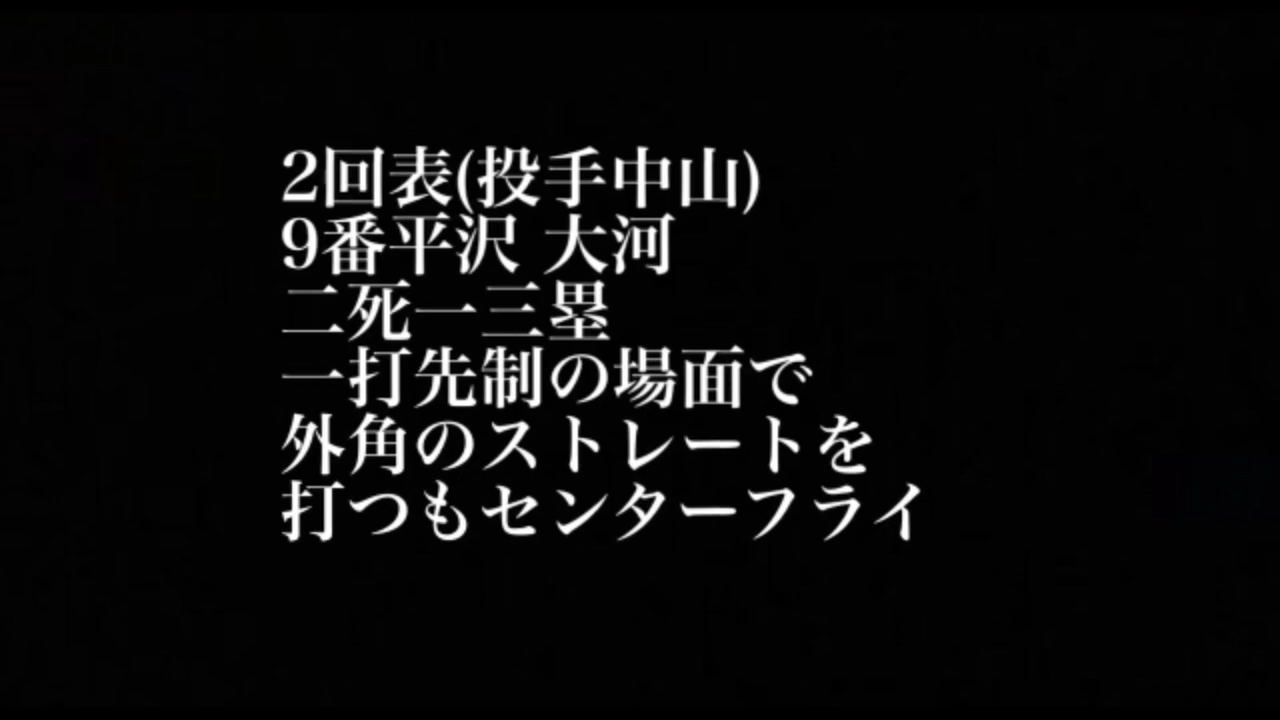 2回表(投手中山)
9番平沢 大河
二死一三塁
一打先制の場面で
外角のストレートを
打つもセンターフライ